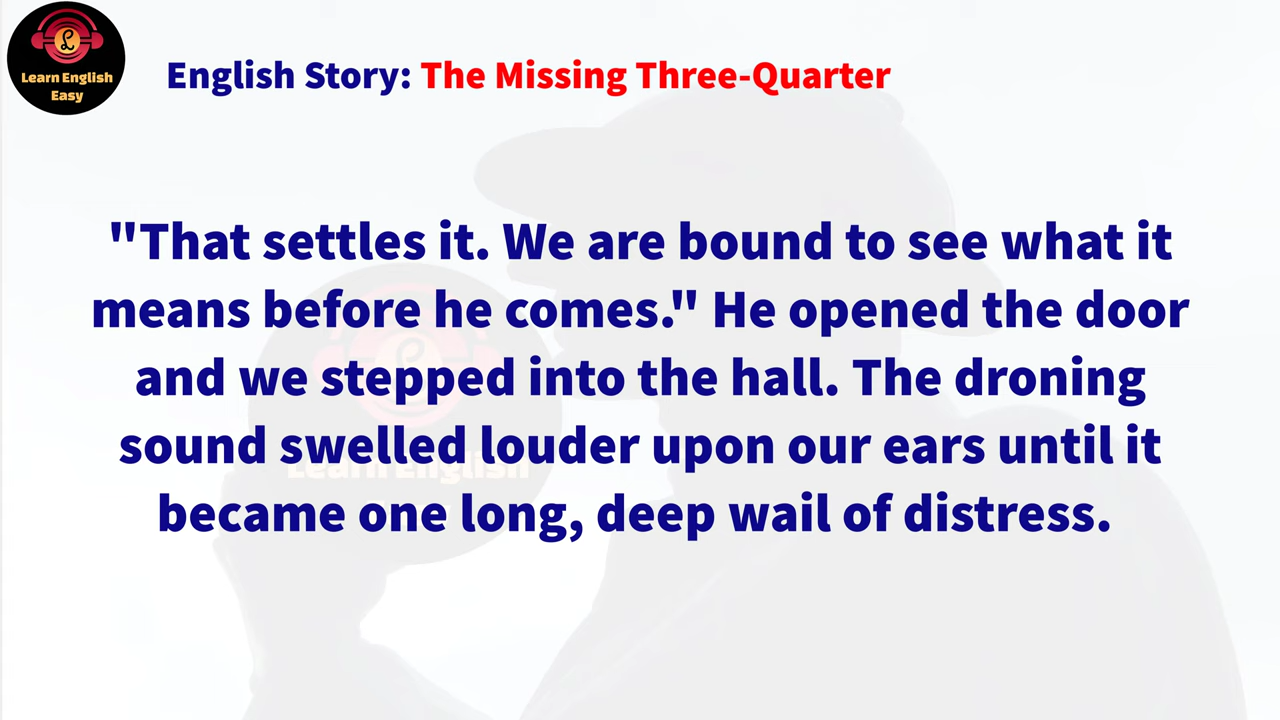 Learn English
Easy
English Story: The Missing Three-Quarter
"That settles it. We are bound to see what it
means before he comes." He opened the door
and we stepped into the hall. The droning
sound swelled louder upon our ears until it
became one long, deep wail of distress.
Learn English